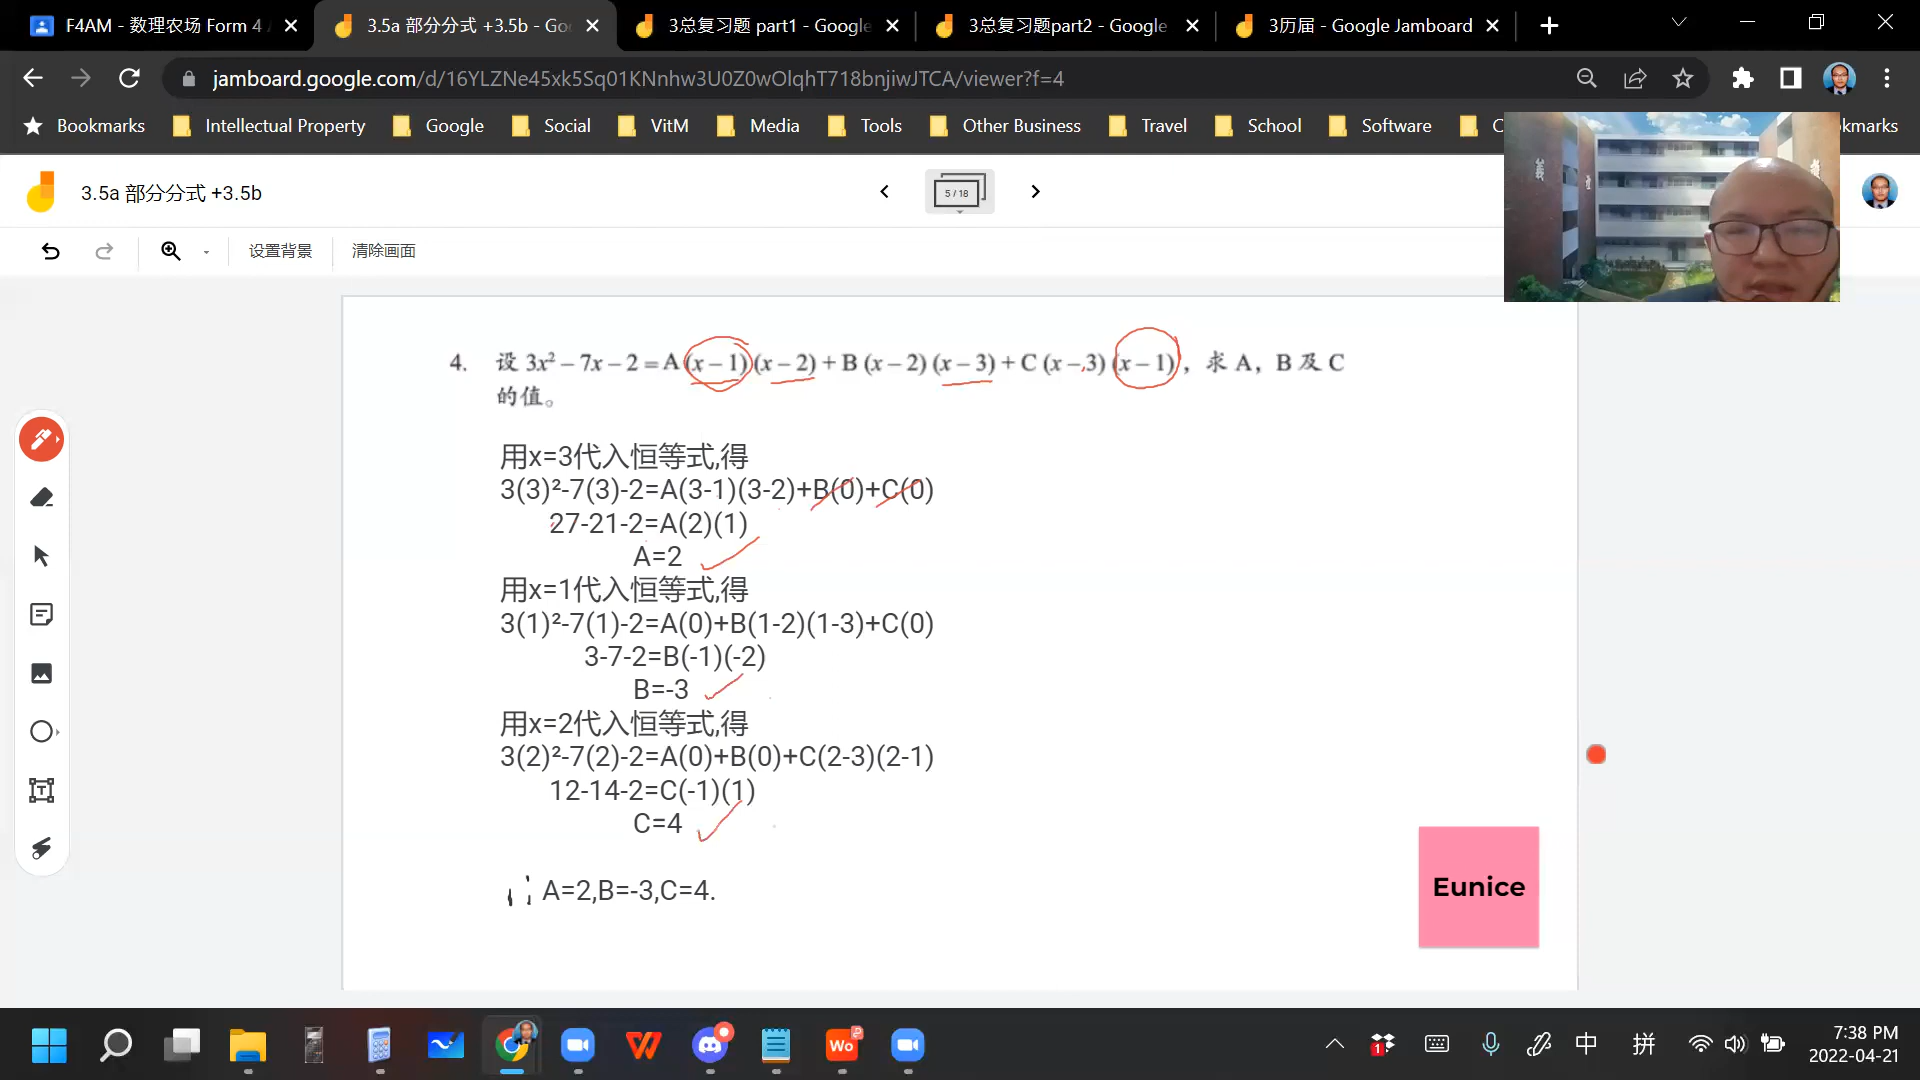 F4AM - 数理农场 Form 4
3.5a 部分分式 +3.5b - Go
3总复习题 part1 - Google
3总复习题part2 - Google
3历届 - Google Jamboard
jamboard.google.com/d/16YLZNe45xk5Sq01KNnhw3U0Z0wOlqhT718bnjiwJTCA/viewer?f=4
Bookmarks
Intellectual Property
Google
Social
VitM
Media
Tools
Other Business
Travel
School
Software
kmarks
3.5a 部分分式 +3.5b
5 / 18
设置背景
清除画面
4. 设 3x² – 7x – 2 = A (x – 1) (x – 2) + B (x – 2) (x – 3) + C (x – 3) (x – 1)，求 A，B 及 C
的值。
用x=3代入恒等式,得
3(3)²-7(3)-2=A(3-1)(3-2)+B(0)+C(0)
27-21-2=A(2)(1)
A=2
用x=1代入恒等式,得
3(1)²-7(1)-2=A(0)+B(1-2)(1-3)+C(0)
3-7-2=B(-1)(-2)
B=-3
用x=2代入恒等式,得
3(2)²-7(2)-2=A(0)+B(0)+C(2-3)(2-1)
12-14-2=C(-1)(1)
C=4
A=2,B=-3,C=4.
Eunice
Wo
1
中
拼
7:38 PM
2022-04-21